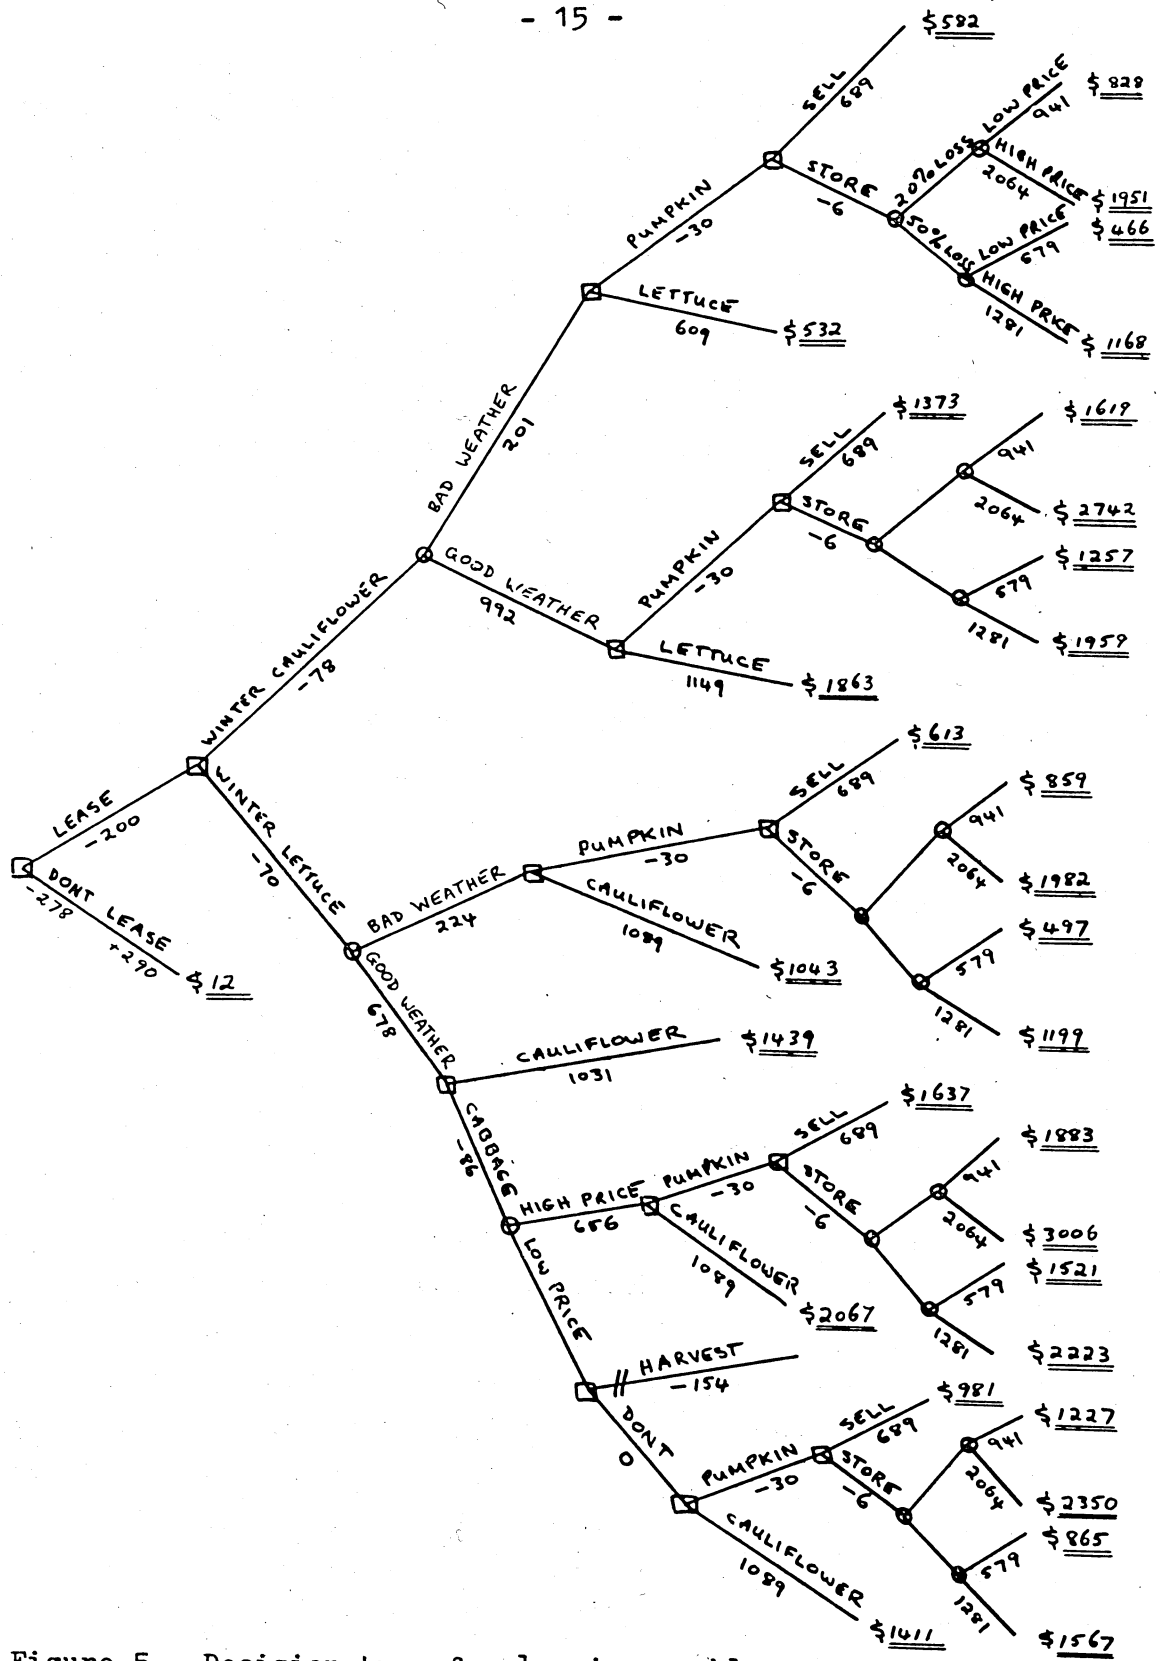 - 15 -
$ 582
SELL
689
LOW PRICE
941
$ 828
PUMPKIN
-30
STORE
-6
20% LOSS
HIGH PRICE
2064
$ 1951
50% LOSS
LOW PRICE
579
$ 466
HIGH PRICE
1281
$ 1168
LETTUCE
609
$ 532
BAD WEATHER
201
SELL
689
$ 1373
941
$ 1619
PUMPKIN
-30
STORE
-6
2064
$ 2742
579
$ 1257
1281
$ 1959
GOOD WEATHER
992
LETTUCE
1149
$ 1863
WINTER CAULIFLOWER
-78
LEASE
-200
DONT LEASE
-278
+290
$ 12
WINTER LETTUCE
-70
BAD WEATHER
224
PUMPKIN
-30
SELL
689
$ 613
STORE
-6
941
$ 859
2064
$ 1982
579
$ 497
1281
$ 1199
CAULIFLOWER
1089
$ 1043
GOOD WEATHER
678
CAULIFLOWER
1031
$ 1439
CABBAGE
-86
HIGH PRICE
656
PUMPKIN
-30
SELL
689
$ 1637
STORE
-6
941
$ 1883
2064
$ 3006
579
$ 1521
1281
$ 2223
CAULIFLOWER
1089
$ 2067
LOW PRICE
HARVEST
-154
DONT
0
PUMPKIN
-30
SELL
689
$ 981
STORE
-6
941
$ 1227
2064
$ 2350
579
$ 865
1281
$ 1567
CAULIFLOWER
1089
$ 1411
Figure 5. Decision